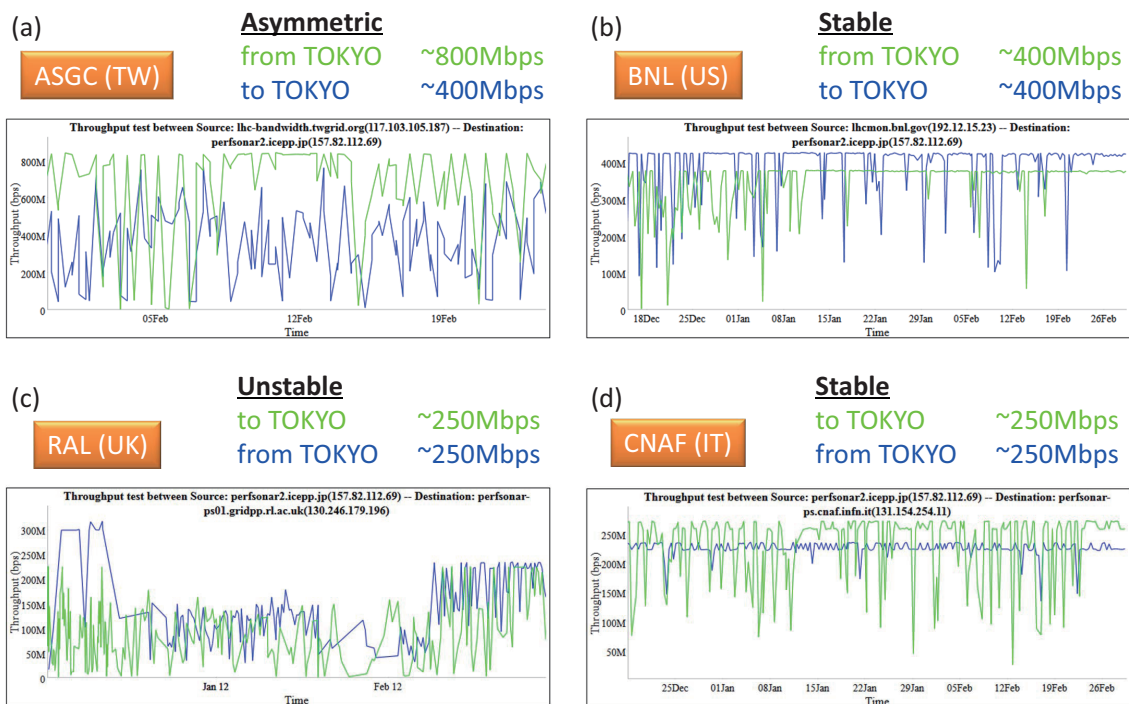 (a)
Asymmetric
from TOKYO ~800Mbps
to TOKYO ~400Mbps
ASGC (TW)
Throughput test between Source: lhc-bandwidth.twgrid.org(117.103.105.187) -- Destination:
perfsonar2.icepp.jp(157.82.112.69)
Throughput (bps)
800M
600M
400M
200M
0
05Feb 12Feb 19Feb
Time
(b)
Stable
from TOKYO ~400Mbps
to TOKYO ~400Mbps
BNL (US)
Throughput test between Source: lhcmon.bnl.gov(192.12.15.23) -- Destination:
perfsonar2.icepp.jp(157.82.112.69)
Throughput (bps)
400M
300M
200M
100M
0
18Dec 25Dec 01Jan 08Jan 15Jan 22Jan 29Jan 05Feb 12Feb 19Feb 26Feb
Time
(c)
Unstable
to TOKYO ~250Mbps
from TOKYO ~250Mbps
RAL (UK)
Throughput test between Source: perfsonar2.icepp.jp(157.82.112.69) -- Destination: perfsonar-
ps01.gridpp.rl.ac.uk(130.246.179.196)
Throughput (bps)
300M
250M
200M
150M
100M
50M
0
Jan 12 Feb 12
Time
(d)
Stable
to TOKYO ~250Mbps
from TOKYO ~250Mbps
CNAF (IT)
Throughput test between Source: perfsonar2.icepp.jp(157.82.112.69) -- Destination: perfsonar-
ps.cnaf.infn.it(131.154.254.11)
Throughput (bps)
250M
200M
150M
100M
50M
25Dec 01Jan 08Jan 15Jan 22Jan 29Jan 05Feb 12Feb 19Feb 26Feb
Time